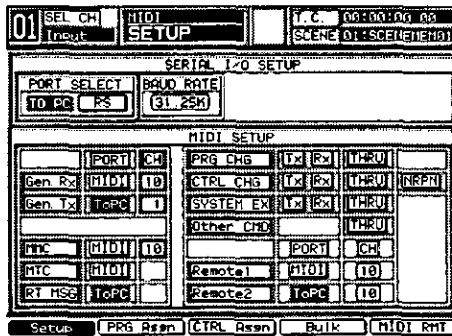 01 SEL CH MIDI T.C. 00:00:00 00
Input SETUP SCENE 01:SCENEMEM01
SERIAL I/O SETUP
PORT SELECT BAUD RATE
TO PC RS 31.25K
MIDI SETUP
PORT CH PRG CHG Tx Rx THRU
Gen. Rx MIDI 10 CTRL CHG Tx Rx THRU NRPN
Gen. Tx ToPC 1 SYSTEM EX Tx Rx THRU
Other CMD THRU
MMC MIDI 10 PORT CH
MTC MIDI Remote1 MIDI 10
RT MSG ToPC Remote2 ToPC 10
Setup PRG Asgn CTRL Asgn Bulk MIDI RMT